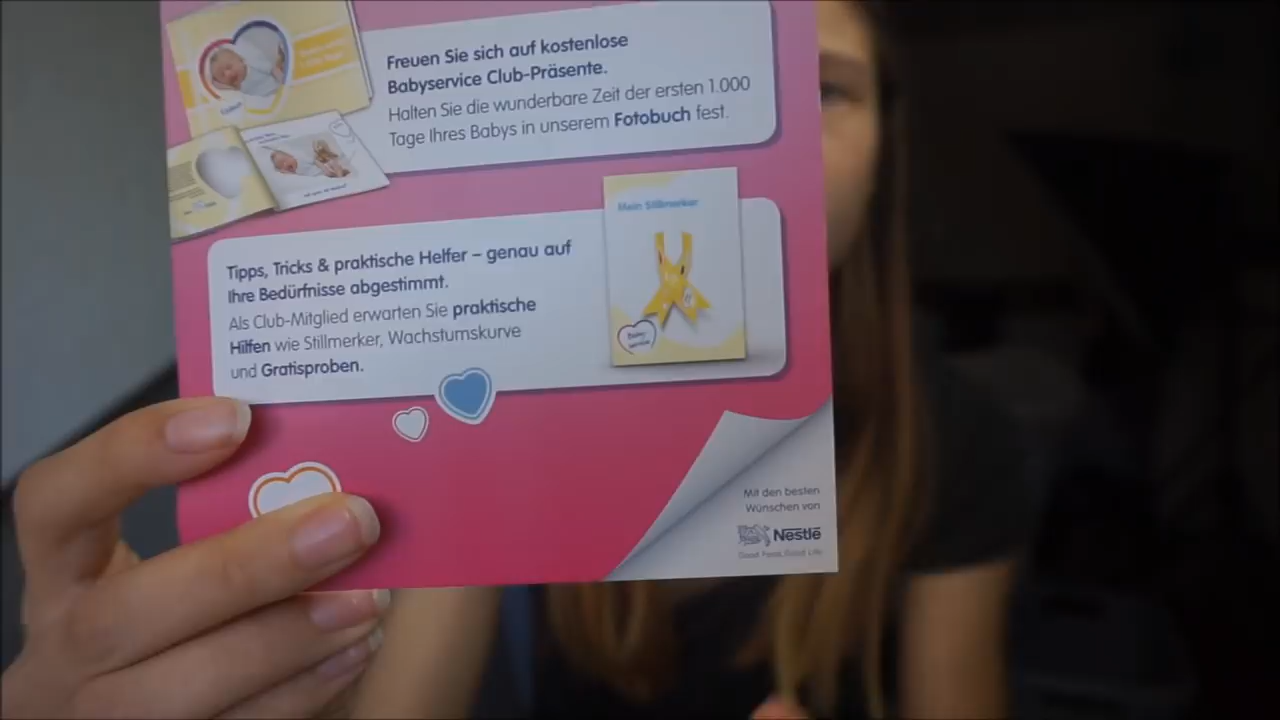 Freuen Sie sich auf kostenlose
Babyservice Club-Präsente.
Halten Sie die wunderbare Zeit der ersten 1.000
Tage Ihres Babys in unserem Fotobuch fest.
Mein Stillmerker
Tipps, Tricks & praktische Helfer – genau auf
Ihre Bedürfnisse abgestimmt.
Als Club-Mitglied erwarten Sie praktische
Hilfen wie Stillmerker, Wachstumskurve
und Gratisproben.
Baby-
service
Mit den besten
Wünschen von
Nestlé
Good Food, Good Life